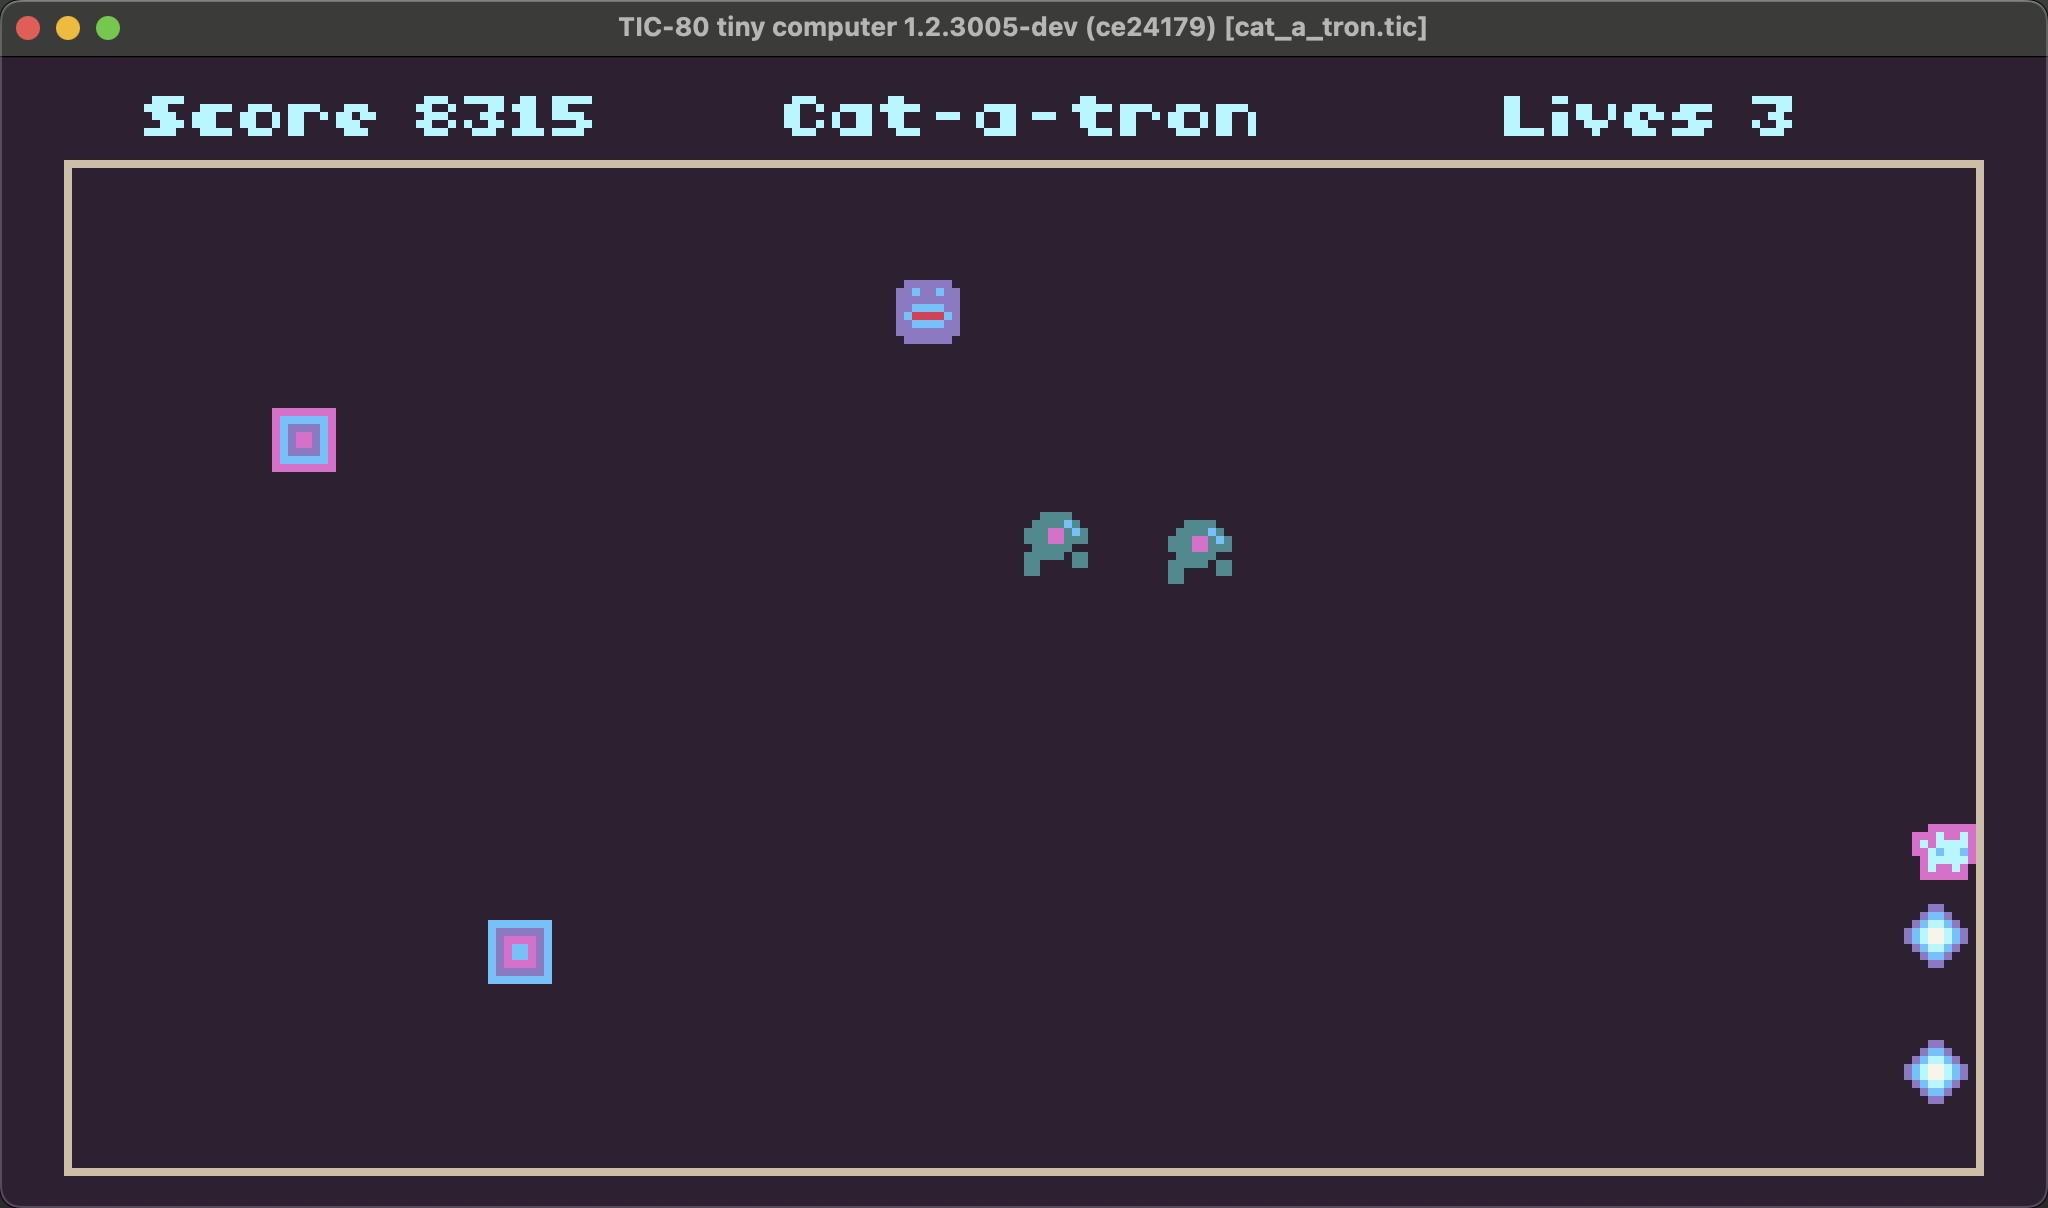 TIC-80 tiny computer 1.2.3005-dev (ce24179) [cat_a_tron.tic]
Score 8315 Cat-a-tron Lives 3